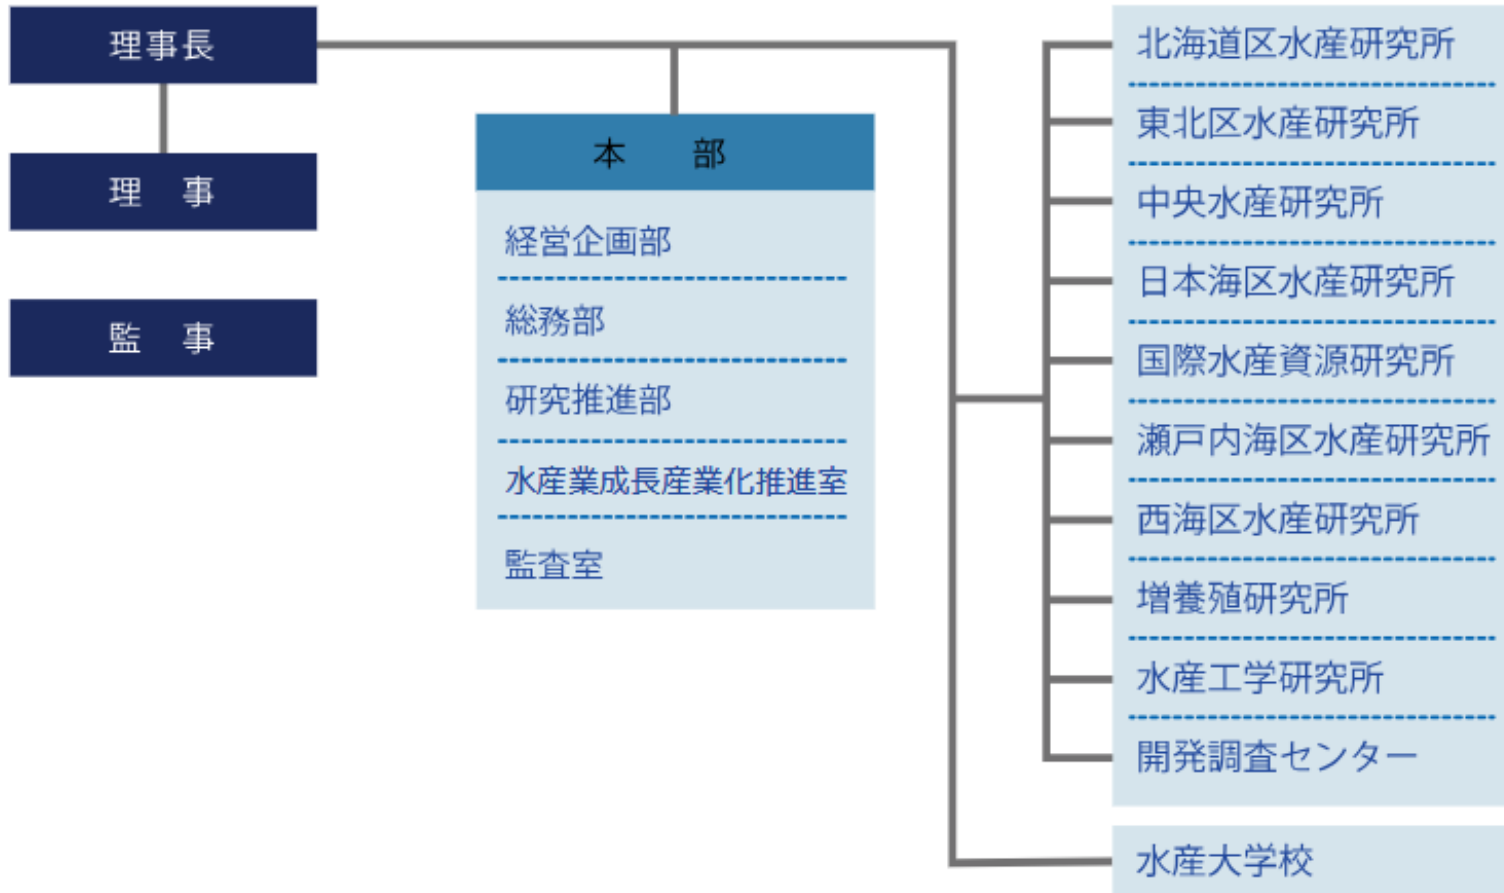 理事長
理　事
監　事
本　部
経営企画部
総務部
研究推進部
水産業成長産業化推進室
監査室
北海道区水産研究所
東北区水産研究所
中央水産研究所
日本海区水産研究所
国際水産資源研究所
瀬戸内海区水産研究所
西海区水産研究所
増養殖研究所
水産工学研究所
開発調査センター
水産大学校